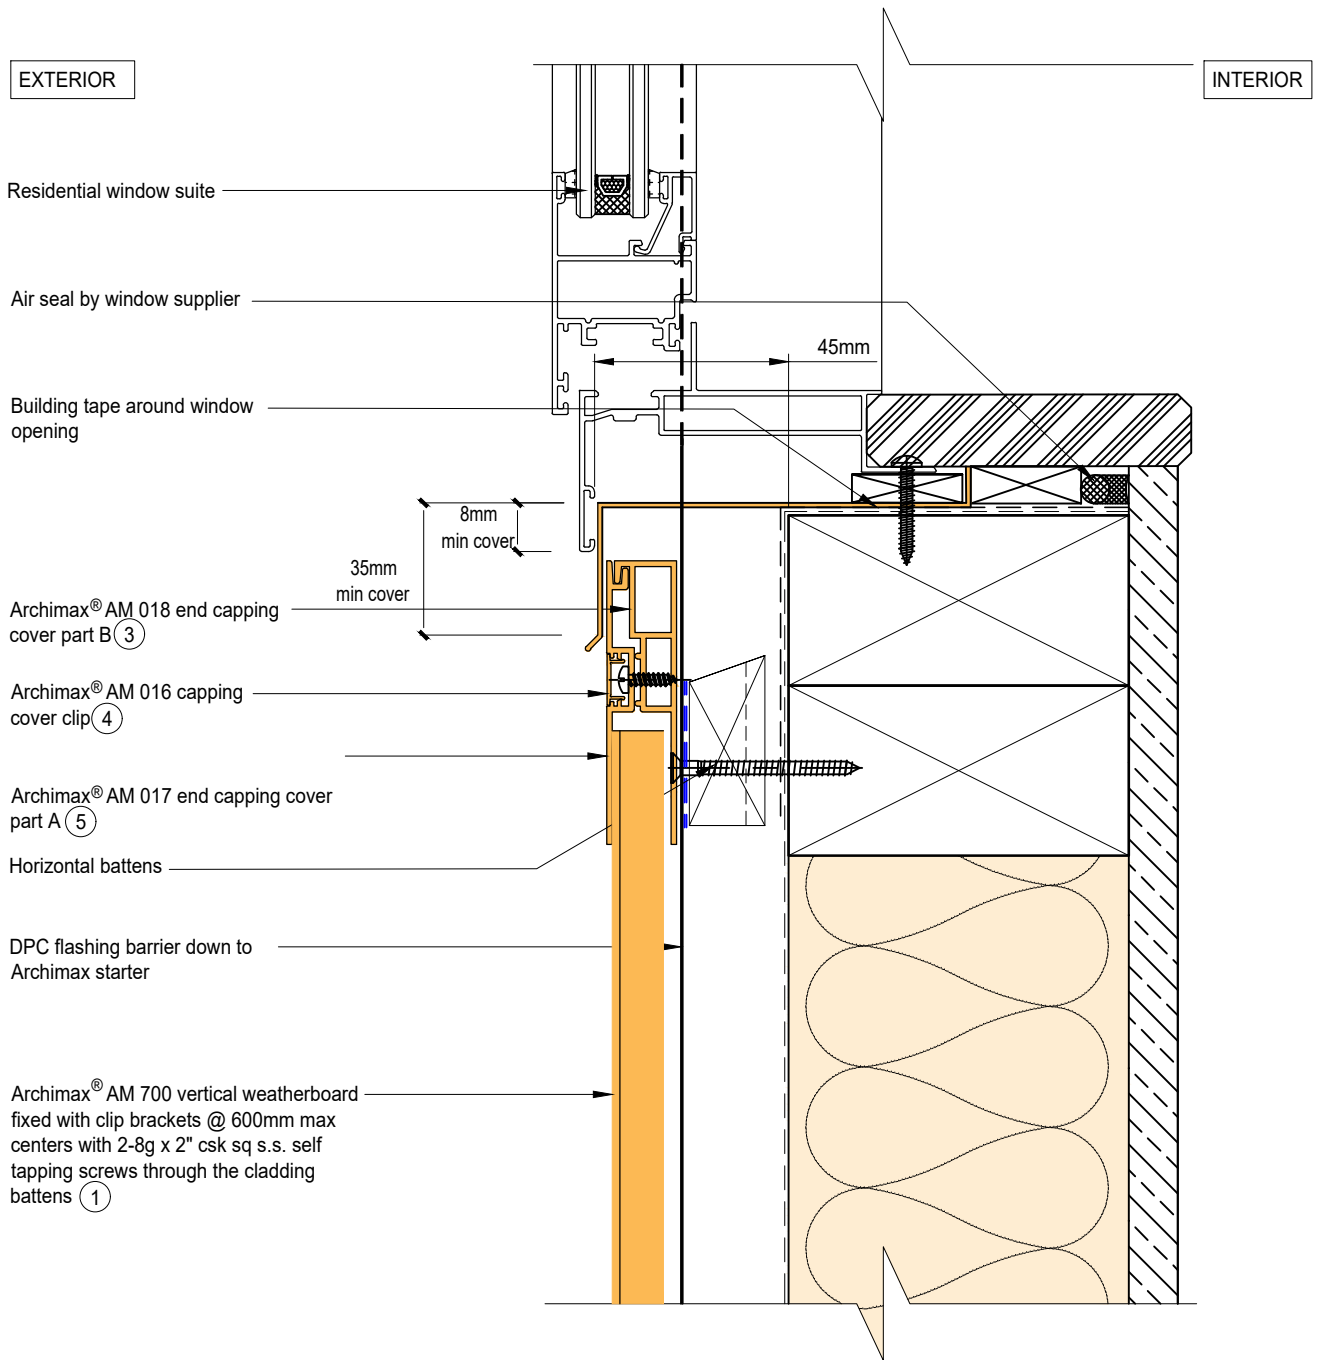 EXTERIOR
INTERIOR
Residential window suite
Air seal by window supplier
45mm
Building tape around window
opening
8mm
min cover
35mm
min cover
Archimax® AM 018 end capping
cover part B 3
Archimax® AM 016 capping
cover clip 4
Archimax® AM 017 end capping cover
part A 5
Horizontal battens
DPC flashing barrier down to
Archimax starter
Archimax® AM 700 vertical weatherboard
fixed with clip brackets @ 600mm max
centers with 2-8g x 2" csk sq s.s. self
tapping screws through the cladding
battens 1